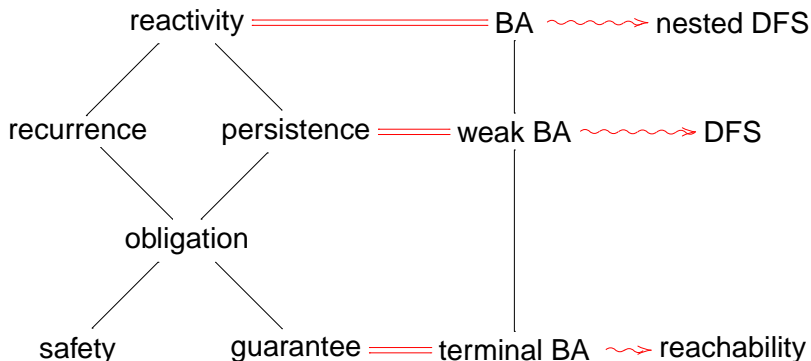 reactivity BA nested DFS
recurrence persistence weak BA DFS
obligation
safety guarantee terminal BA reachability